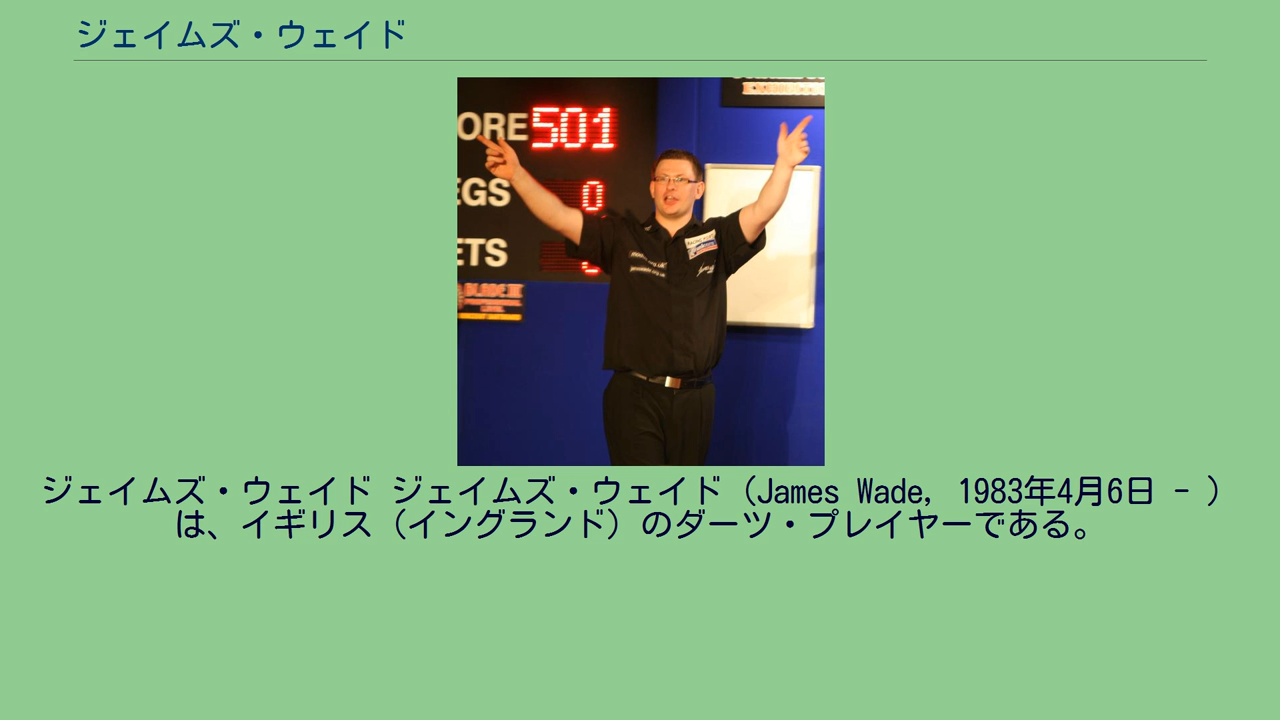 ジェイムズ・ウェイド
ORE 501
EGS 0
ETS
ジェイムズ・ウェイド ジェイムズ・ウェイド（James Wade, 1983年4月6日 - ）
は、イギリス（イングランド）のダーツ・プレイヤーである。